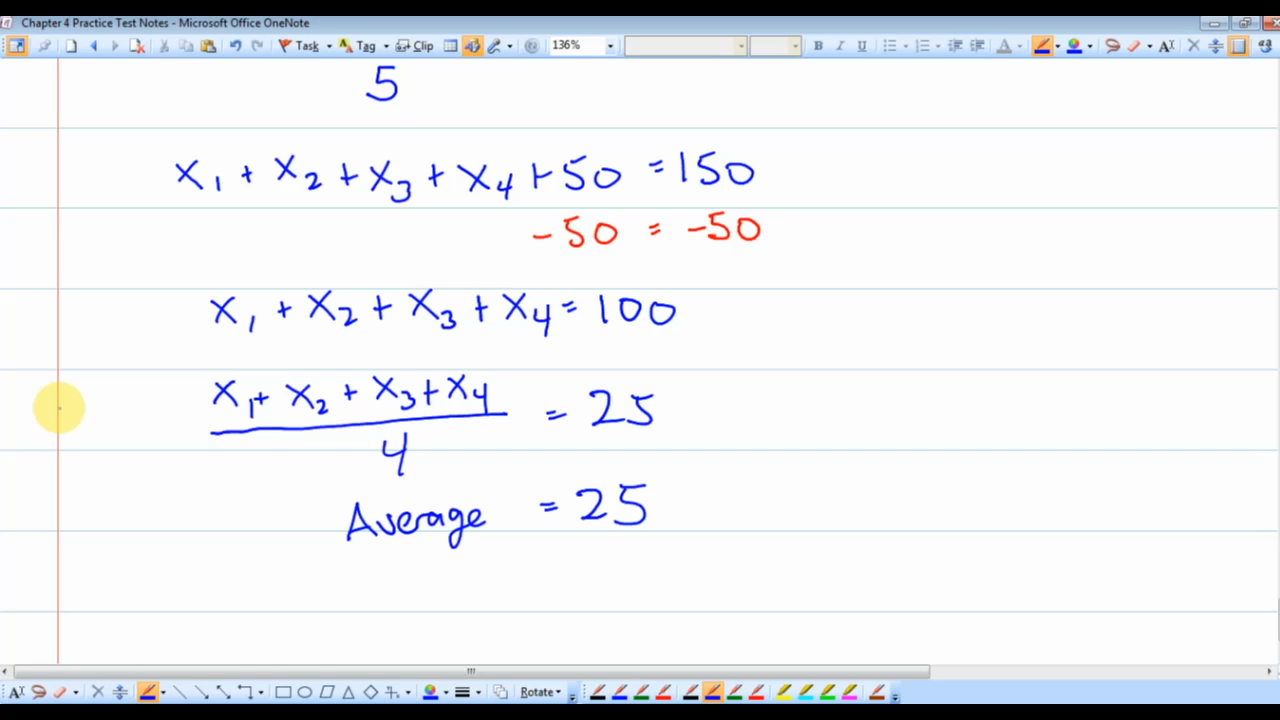 Chapter 4 Practice Test Notes - Microsoft Office OneNote
Task Tag Clip 136% B I U A
5
x₁ + x₂ + x₃ + x₄ + 50 = 150
-50 = -50
x₁ + x₂ + x₃ + x₄ = 100
x₁ + x₂ + x₃ + x₄ = 25
4
Average = 25
Rotate